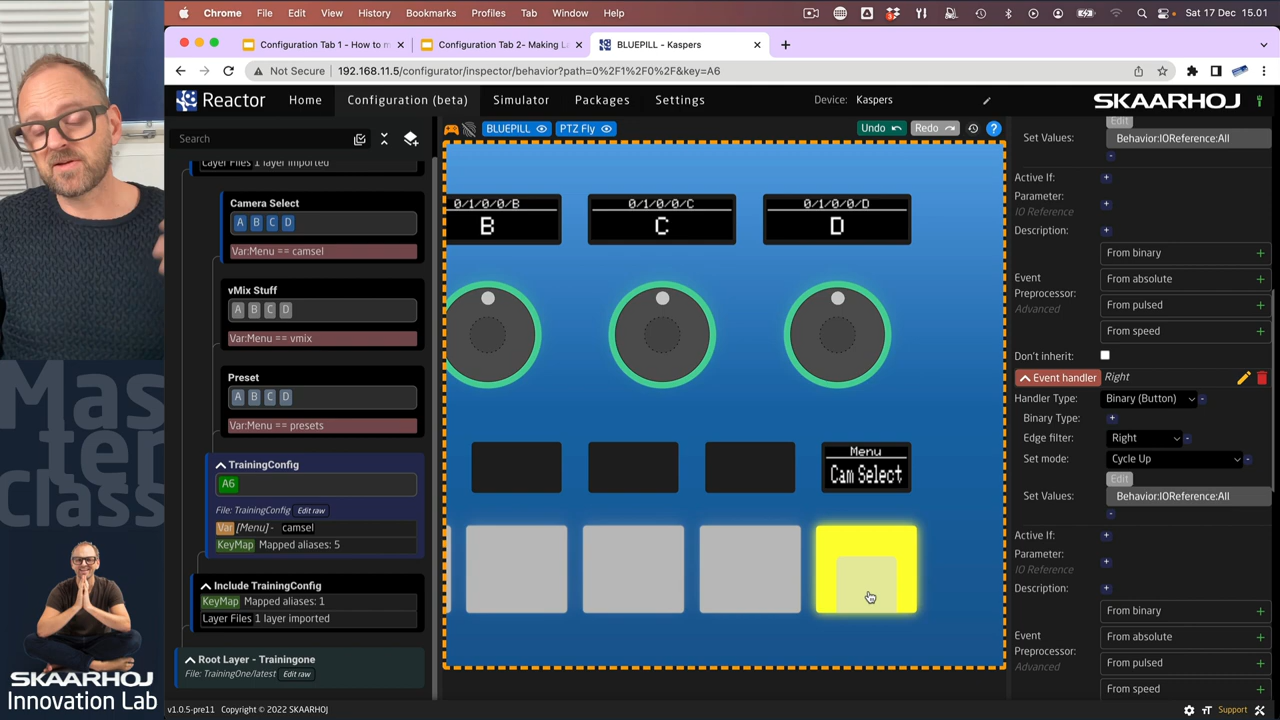 Chrome File Edit View History Bookmarks Profiles Tab Window Help Sat 17 Dec 15.01
Configuration Tab 1 - How to m
Configuration Tab 2- Making La
BLUEPILL - Kaspers
Not Secure 192.168.11.5/configurator/inspector/behavior?path=0%2F1%2F0%2F&key=A6
Reactor Home Configuration (beta) Simulator Packages Settings Device: Kaspers SKAARHOJ
Search
BLUEPILL PTZ Fly Undo Redo ?
Layer Files 1 layer imported
Camera Select
A B C D
Var:Menu == camsel
vMix Stuff
A B C D
Var:Menu == vmix
Preset
A B C D
Var:Menu == presets
TrainingConfig
A6
File: TrainingConfig Edit raw
Var [Menu] - camsel
KeyMap Mapped aliases: 5
Include TrainingConfig
KeyMap Mapped aliases: 1
Layer Files 1 layer imported
Root Layer - Trainingone
File: TrainingOne/latest Edit raw
0/1/0/0/B
B
0/1/0/0/C
C
0/1/0/0/D
D
Menu
Cam Select
Edit
Set Values: Behavior:IOReference:All
-
Active If: +
Parameter: +
IO Reference
Description: +
From binary +
Event Preprocessor: From absolute +
Advanced From pulsed +
From speed +
Don't inherit:
Event handler Right
Handler Type: Binary (Button) -
Binary Type: +
Edge filter: Right -
Set mode: Cycle Up -
Edit
Set Values: Behavior:IOReference:All
-
Active If: +
Parameter: +
IO Reference
Description: +
From binary +
Event Preprocessor: From absolute +
Advanced From pulsed +
From speed +
Master
Class
SKAARHOJ
Innovation Lab
v1.0.5-pre11 Copyright © 2022 SKAARHOJ
Support